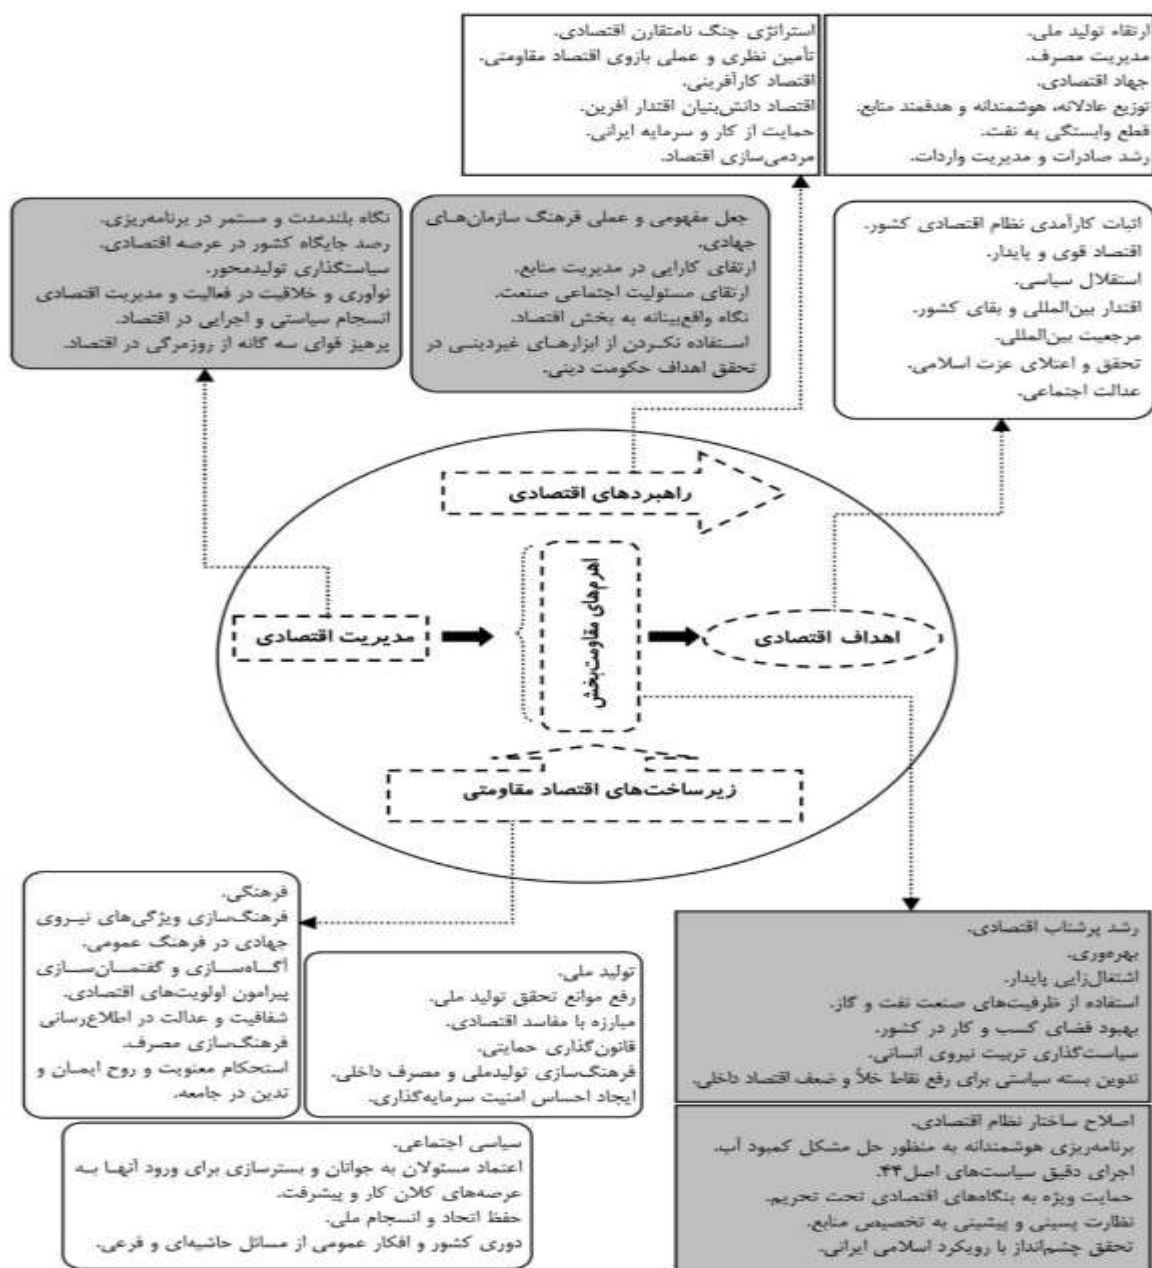 ارتقاء تولید ملی.
مدیریت مصرف.
جهاد اقتصادی.
توزیع عادلانه، هوشمندانه و هدفمند منابع.
قطع وابستگی به نفت.
رشد صادرات و مدیریت واردات.
استراتژی جنگ نامتقارن اقتصادی.
تأمین نظری و عملی بازوی اقتصاد مقاومتی.
اقتصاد کارآفرینی.
اقتصاد دانش‌بنیان اقتدار آفرین.
حمایت از کار و سرمایه ایرانی.
مردمی‌سازی اقتصاد.
اثبات کارآمدی نظام اقتصادی کشور.
اقتصاد قوی و پایدار.
استقلال سیاسی.
اقتدار بین‌المللی و بقای کشور.
مرجعیت بین‌المللی.
تحقق و اعتلای عزت اسلامی.
عدالت اجتماعی.
جعل مفهومی و عملی فرهنگ سازمان‌های
جهادی.
ارتقای کارایی در مدیریت منابع.
ارتقای مسئولیت اجتماعی صنعت.
نگاه واقع‌بینانه به بخش اقتصاد.
استفاده نکردن از ابزارهای غیردینی در
تحقق اهداف حکومت دینی.
نگاه بلندمدت و مستمر در برنامه‌ریزی.
رصد جایگاه کشور در عرصه اقتصادی.
سیاستگذاری تولیدمحور.
نوآوری و خلاقیت در فعالیت و مدیریت اقتصادی
انسجام سیاستی و اجرایی در اقتصاد.
پرهیز قوای سه گانه از روزمرگی در اقتصاد.
راهبردهای اقتصادی
اهداف اقتصادی
اهرم‌های مقاومت‌بخش
مدیریت اقتصادی
زیرساخت‌های اقتصاد مقاومتی
رشد پرشتاب اقتصادی.
بهره‌وری.
اشتغال‌زایی پایدار.
استفاده از ظرفیت‌های صنعت نفت و گاز.
بهبود فضای کسب و کار در کشور.
سیاست‌گذاری تربیت نیروی انسانی.
تدوین بسته سیاستی برای رفع نقاط خلأ و ضعف اقتصاد داخلی.
اصلاح ساختار نظام اقتصادی.
برنامه‌ریزی هوشمندانه به منظور حل مشکل کمبود آب.
اجرای دقیق سیاست‌های اصل۴۴.
حمایت ویژه به بنگاه‌های اقتصادی تحت تحریم.
نظارت پسینی و پیشینی به تخصیص منابع.
تحقق چشم‌انداز با رویکرد اسلامی ایرانی.
تولید ملی.
رفع موانع تحقق تولید ملی.
مبارزه با مفاسد اقتصادی.
قانون‌گذاری حمایتی.
فرهنگ‌سازی تولیدملی و مصرف داخلی.
ایجاد احساس امنیت سرمایه‌گذاری.
فرهنگی.
فرهنگ‌سازی ویژگی‌های نیروی
جهادی در فرهنگ عمومی.
آگاه‌سازی و گفتمان‌سازی
پیرامون اولویت‌های اقتصادی.
شفافیت و عدالت در اطلاع‌رسانی
فرهنگ‌سازی مصرف.
استحکام معنویت و روح ایمان و
تدین در جامعه.
سیاسی اجتماعی.
اعتماد مسئولان به جوانان و بسترسازی برای ورود آنها به
عرصه‌های کلان کار و پیشرفت.
حفظ اتحاد و انسجام ملی.
دوری کشور و افکار عمومی از مسائل حاشیه‌ای و فرعی.